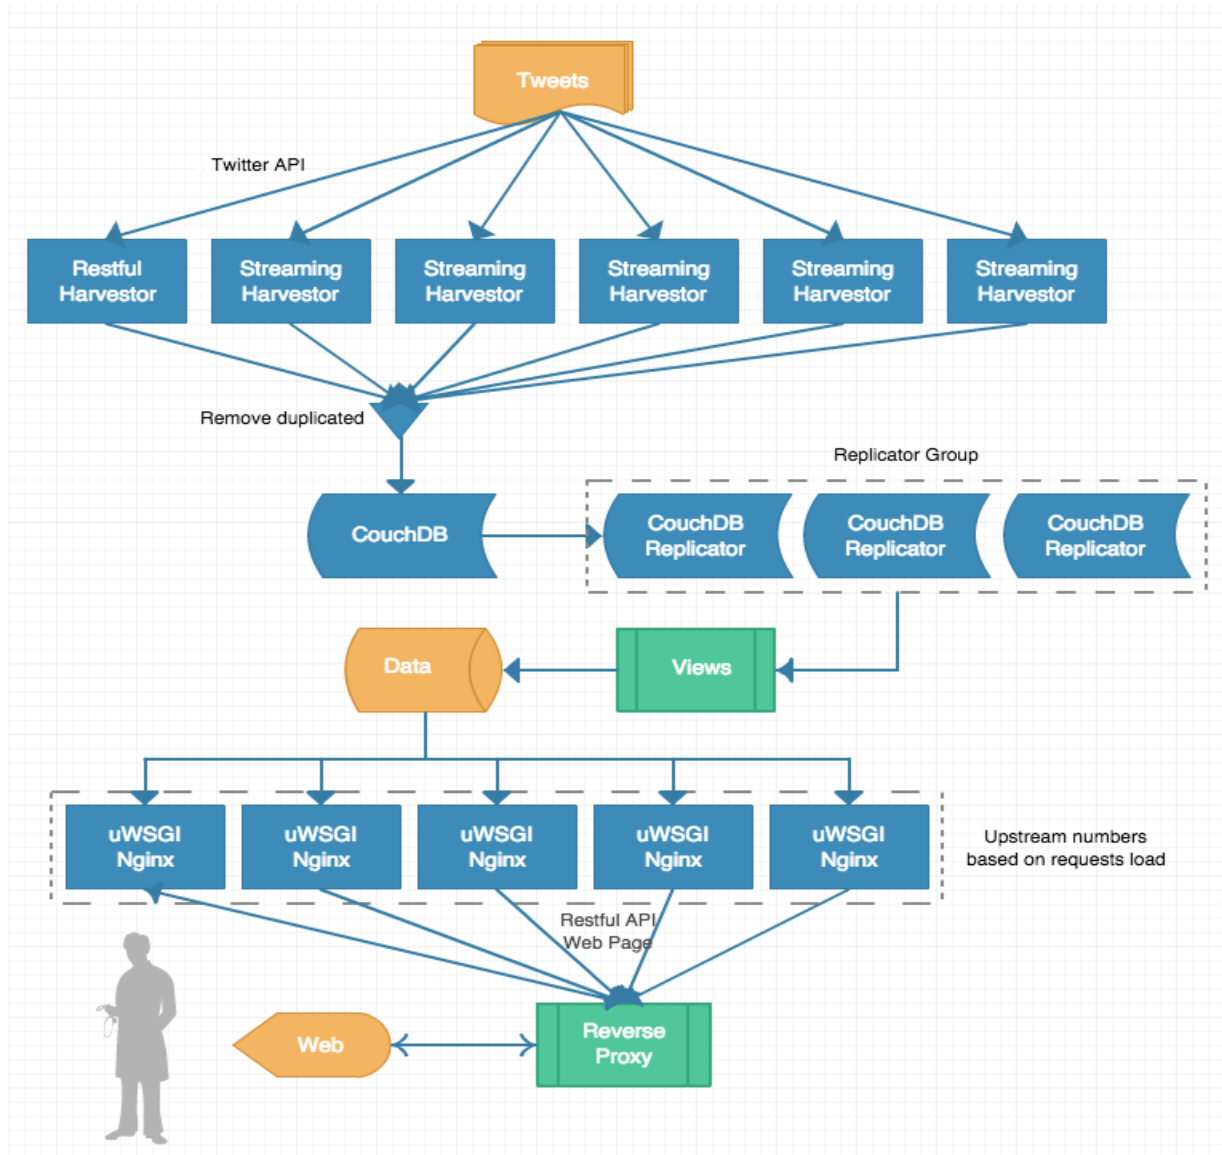 Tweets
Twitter API
Restful
Harvestor
Streaming
Harvestor
Streaming
Harvestor
Streaming
Harvestor
Streaming
Harvestor
Streaming
Harvestor
Remove duplicated
Replicator Group
CouchDB
CouchDB
Replicator
CouchDB
Replicator
CouchDB
Replicator
Data
Views
uWSGI
Nginx
uWSGI
Nginx
uWSGI
Nginx
uWSGI
Nginx
uWSGI
Nginx
Upstream numbers
based on requests load
Restful API
Web Page
Web
Reverse
Proxy